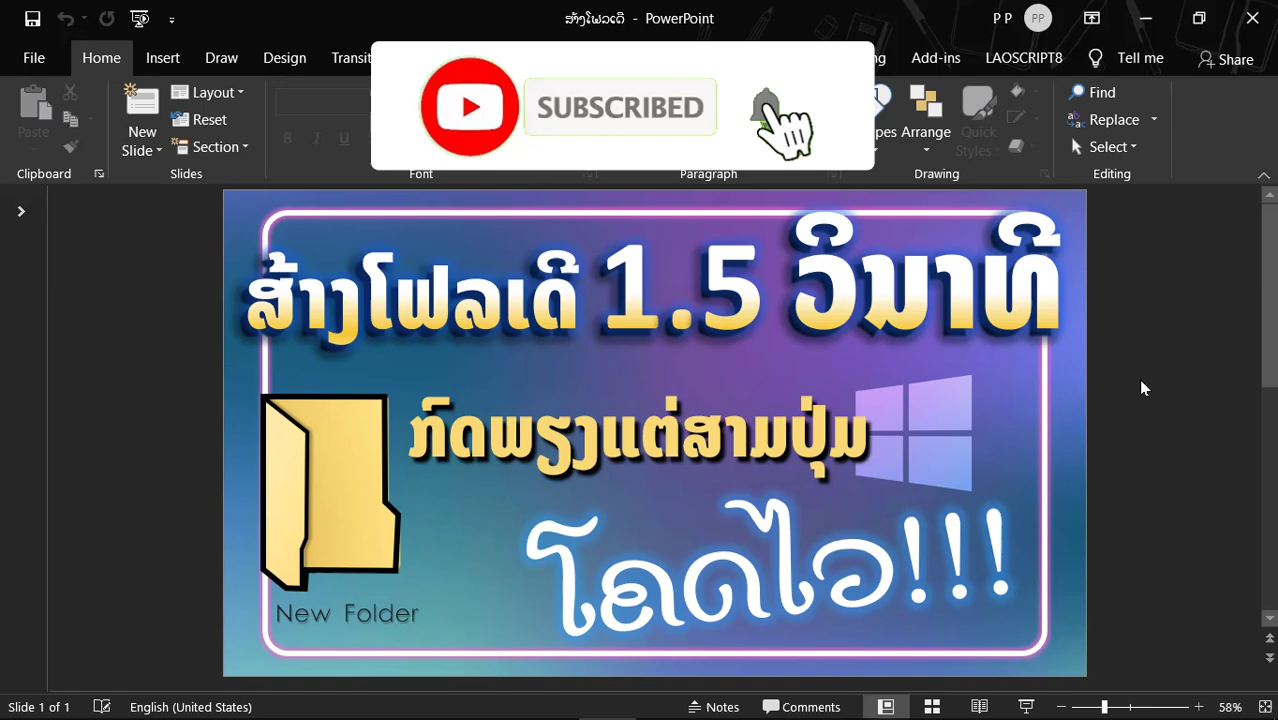 ສ້າງໂຟລເດີ - PowerPoint
P P
PP
File
Home
Insert
Draw
Design
Add-ins
LAOSCRIPT8
Tell me
Share
SUBSCRIBED
Paste
New
Slide
Layout
Reset
Section
Arrange
Quick
Styles
Find
Replace
Select
Clipboard
Slides
Font
Paragraph
Drawing
Editing
ສ້າງໂຟລເດີ 1.5 ວິນາທີ
ກົດພຽງແຕ່ສາມປຸ່ມ
ໂຄດໄວ!!!
New Folder
Slide 1 of 1
English (United States)
Notes
Comments
58%